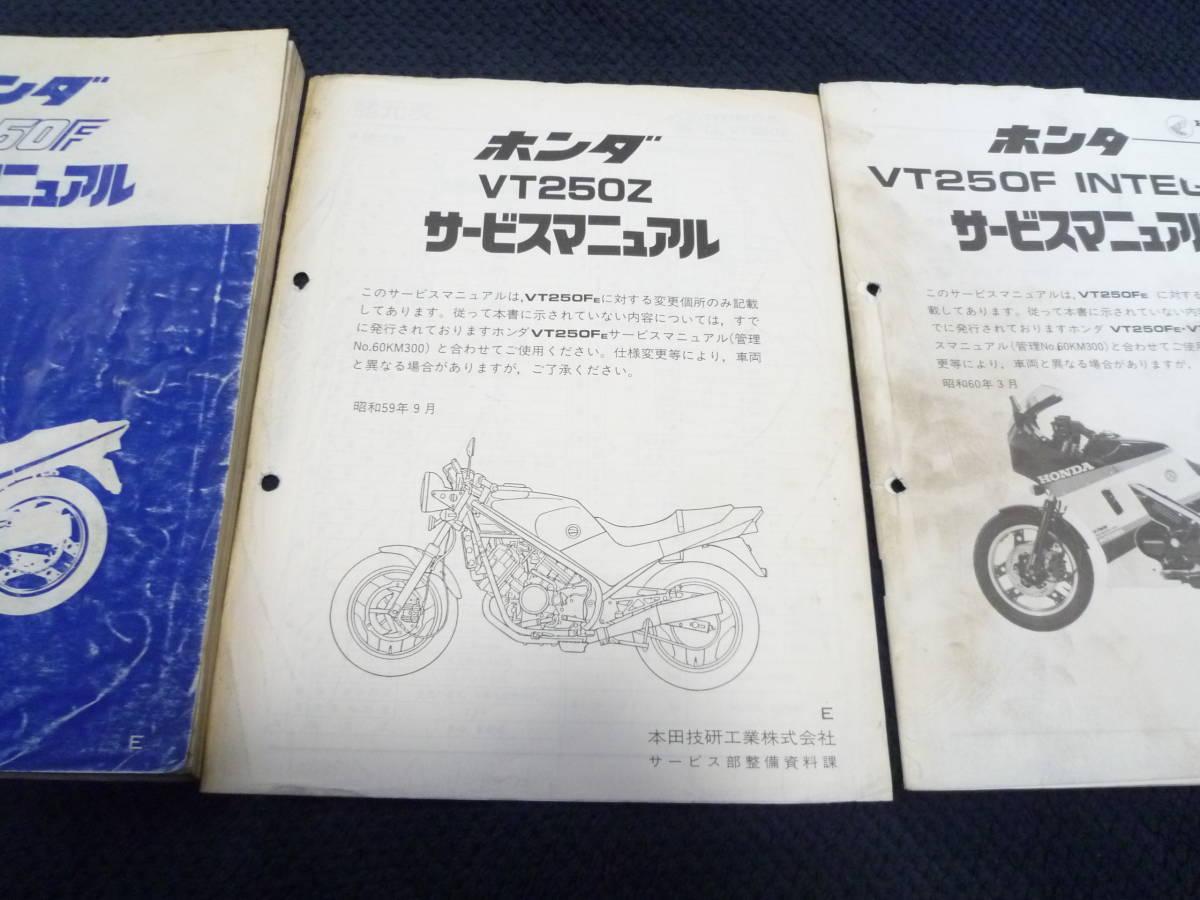 ンダ
50F
マニュアル
E
ホンダ
VT250Z
サービスマニュアル
このサービスマニュアルは,VT250FEに対する変更個所のみ記載
してあります。従って本書に示されていない内容については,すで
に発行されておりますホンダVT250FEサービスマニュアル(管理
No.60KM300)と合わせてご使用ください。仕様変更等により,車両
と異なる場合がありますが,ご了承ください。
昭和59年9月
E
本田技研工業株式会社
サービス部整備資料課
ホンダ
VT250F INTEG
サービスマニュアル
このサービスマニュアルは,VT250FE に対す
載してあります。従って本書に示されていない内
でに発行されておりますホンダ VT250FE・V
スマニュアル(管理No.60KM300)と合わせてご使用
更等により,車両と異なる場合がありますが,
昭和60年3月
HONDA